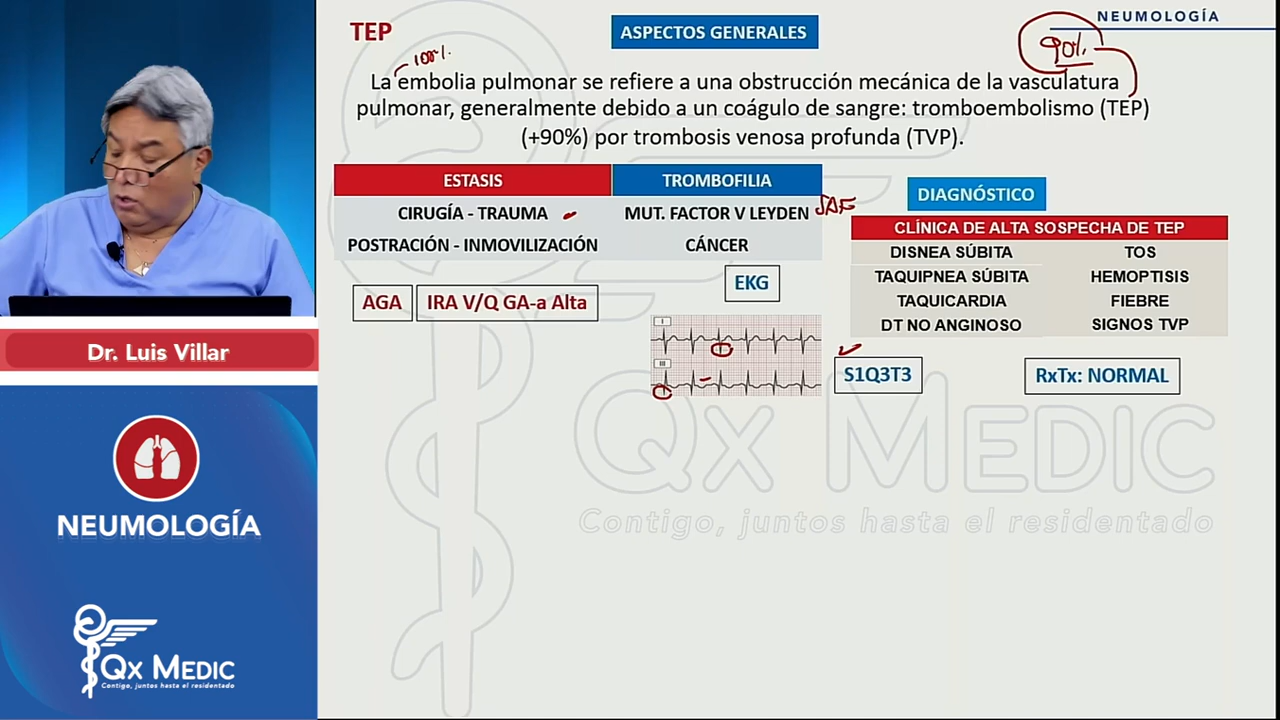 NEUMOLOGÍA
TEP
ASPECTOS GENERALES
90%
100%
La embolia pulmonar se refiere a una obstrucción mecánica de la vasculatura
pulmonar, generalmente debido a un coágulo de sangre: tromboembolismo (TEP)
(+90%) por trombosis venosa profunda (TVP).
ESTASIS
TROMBOFILIA
CIRUGÍA - TRAUMA
MUT. FACTOR V LEYDEN
SAF
POSTRACIÓN - INMOVILIZACIÓN
CÁNCER
DIAGNÓSTICO
CLÍNICA DE ALTA SOSPECHA DE TEP
DISNEA SÚBITA
TOS
TAQUIPNEA SÚBITA
HEMOPTISIS
TAQUICARDIA
FIEBRE
DT NO ANGINOSO
SIGNOS TVP
AGA
IRA V/Q GA-a Alta
EKG
I
III
S1Q3T3
RxTx: NORMAL
Dr. Luis Villar
NEUMOLOGÍA
QX MEDIC
Contigo, juntos hasta el residentado
QX MEDIC
Contigo, juntos hasta el residentado